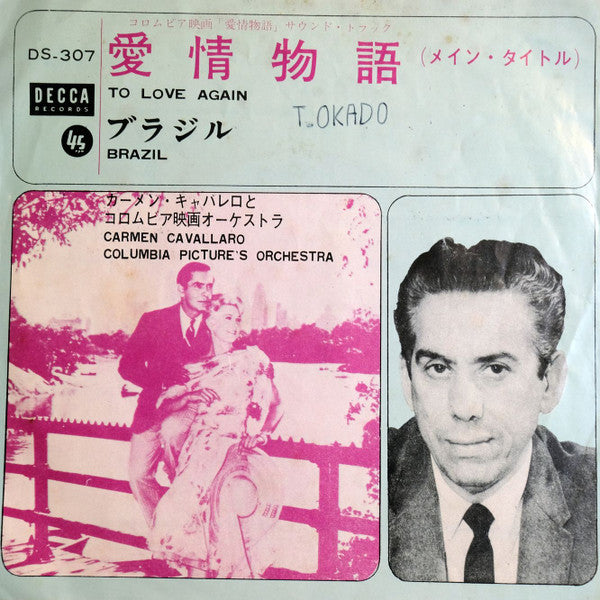 コロムビア映画「愛情物語」サウンド・トラック
DS-307
愛情物語(メイン・タイトル)
DECCA
RECORDS
TO LOVE AGAIN
T.OKADO
45
ブラジル
BRAZIL
カーメン・キャバレロと
コロムビア映画オーケストラ
CARMEN CAVALLARO
COLUMBIA PICTURE'S ORCHESTRA